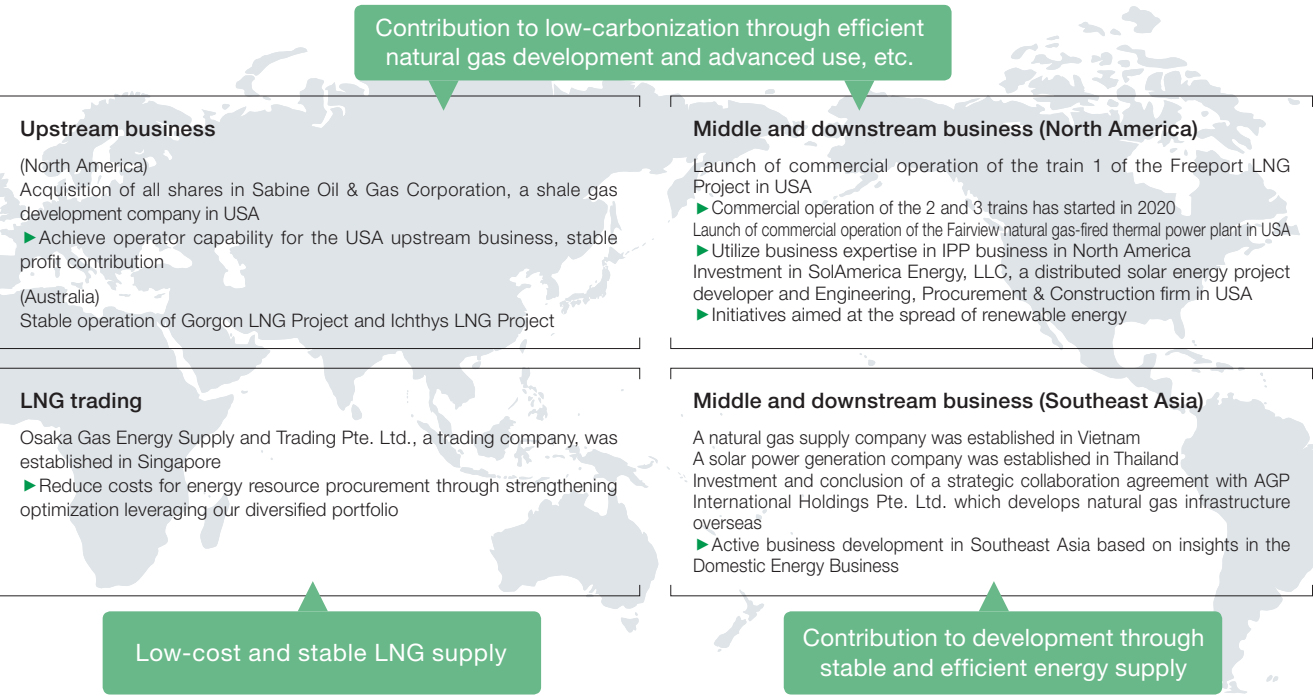 Contribution to low-carbonization through efficient
natural gas development and advanced use, etc.
Upstream business
(North America)
Acquisition of all shares in Sabine Oil & Gas Corporation, a shale gas
development company in USA
►Achieve operator capability for the USA upstream business, stable
profit contribution
(Australia)
Stable operation of Gorgon LNG Project and Ichthys LNG Project
Middle and downstream business (North America)
Launch of commercial operation of the train 1 of the Freeport LNG
Project in USA
►Commercial operation of the 2 and 3 trains has started in 2020
Launch of commercial operation of the Fairview natural gas-fired thermal power plant in USA
►Utilize business expertise in IPP business in North America
Investment in SolAmerica Energy, LLC, a distributed solar energy project
developer and Engineering, Procurement & Construction firm in USA
►Initiatives aimed at the spread of renewable energy
LNG trading
Osaka Gas Energy Supply and Trading Pte. Ltd., a trading company, was
established in Singapore
►Reduce costs for energy resource procurement through strengthening
optimization leveraging our diversified portfolio
Middle and downstream business (Southeast Asia)
A natural gas supply company was established in Vietnam
A solar power generation company was established in Thailand
Investment and conclusion of a strategic collaboration agreement with AGP
International Holdings Pte. Ltd. which develops natural gas infrastructure
overseas
►Active business development in Southeast Asia based on insights in the
Domestic Energy Business
Low-cost and stable LNG supply
Contribution to development through
stable and efficient energy supply